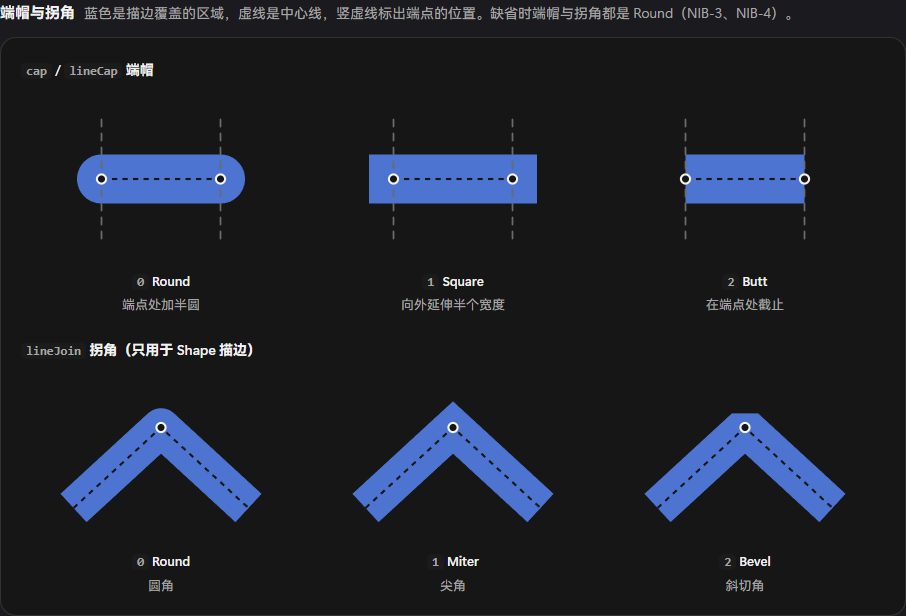 端帽与拐角 蓝色是描边覆盖的区域，虚线是中心线，竖虚线标出端点的位置。缺省时端帽与拐角都是 Round（NIB-3、NIB-4）。
cap / lineCap 端帽
0 Round
1 Square
2 Butt
端点处加半圆
向外延伸半个宽度
在端点处截止
lineJoin 拐角（只用于 Shape 描边）
0 Round
1 Miter
2 Bevel
圆角
尖角
斜切角